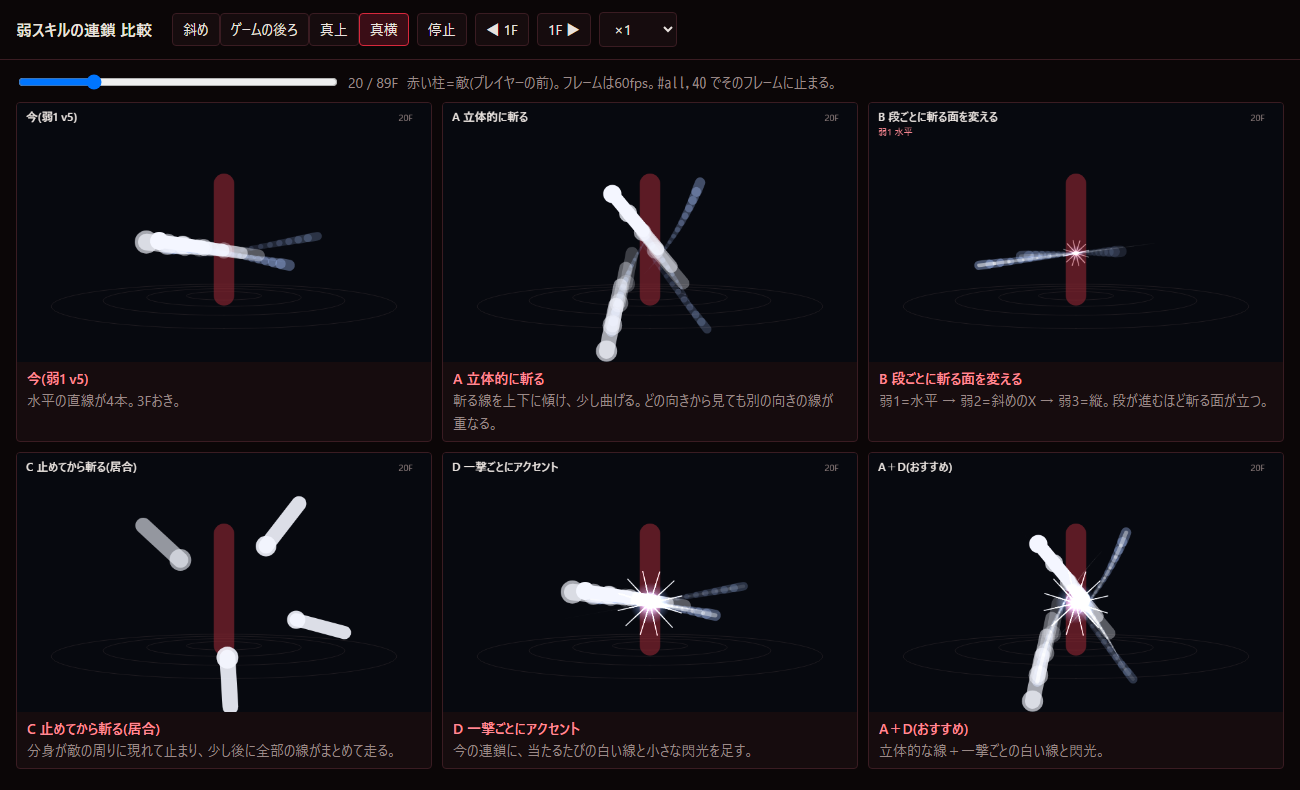 弱スキルの連鎖 比較 斜め ゲームの後ろ 真上 真横 停止 ◀ 1F 1F ▶ ×1
20 / 89F 赤い柱=敵(プレイヤーの前)。フレームは60fps。#all,40 でそのフレームに止まる。
今(弱1 v5) 20F
今(弱1 v5)
水平の直線が4本。3Fおき。
A 立体的に斬る 20F
A 立体的に斬る
斬る線を上下に傾け、少し曲げる。どの向きから見ても別の向きの線が
重なる。
B 段ごとに斬る面を変える 20F
弱1 水平
B 段ごとに斬る面を変える
弱1=水平 → 弱2=斜めのX → 弱3=縦。段が進むほど斬る面が立つ。
C 止めてから斬る(居合) 20F
C 止めてから斬る(居合)
分身が敵の周りに現れて止まり、少し後に全部の線がまとめて走る。
D 一撃ごとにアクセント 20F
D 一撃ごとにアクセント
今の連鎖に、当たるたびの白い線と小さな閃光を足す。
A+D(おすすめ) 20F
A+D(おすすめ)
立体的な線+一撃ごとの白い線と閃光。